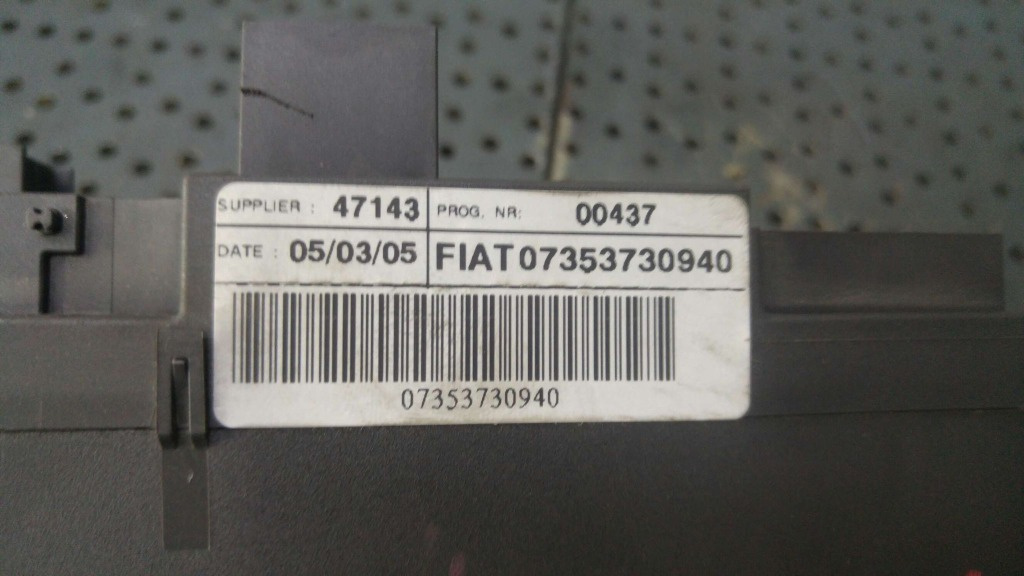 SUPPLIER : 47143 PROG. NR: 00437
DATE : 05/03/05 FIAT 07353730940
07353730940